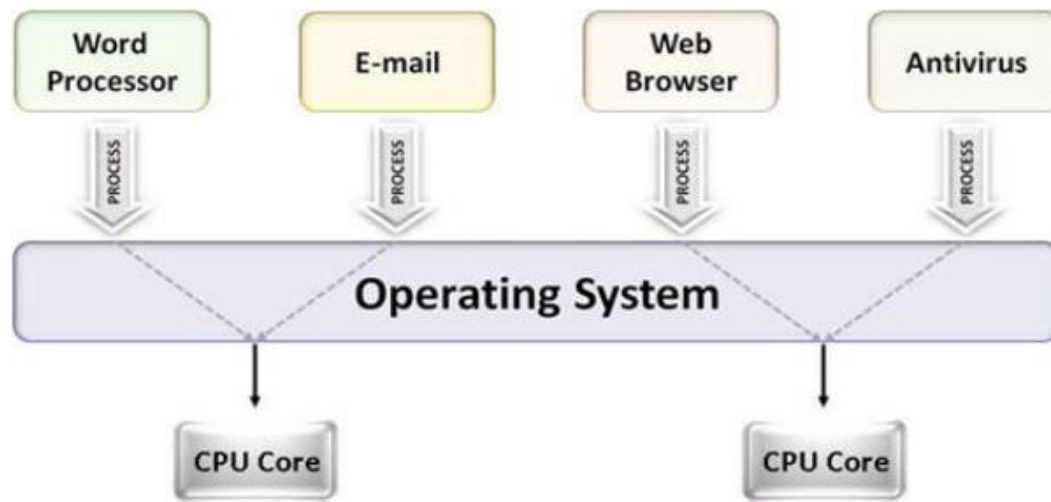 Word
Processor
E-mail
Web
Browser
Antivirus
PROCESS
PROCESS
PROCESS
PROCESS
Operating System
CPU Core
CPU Core